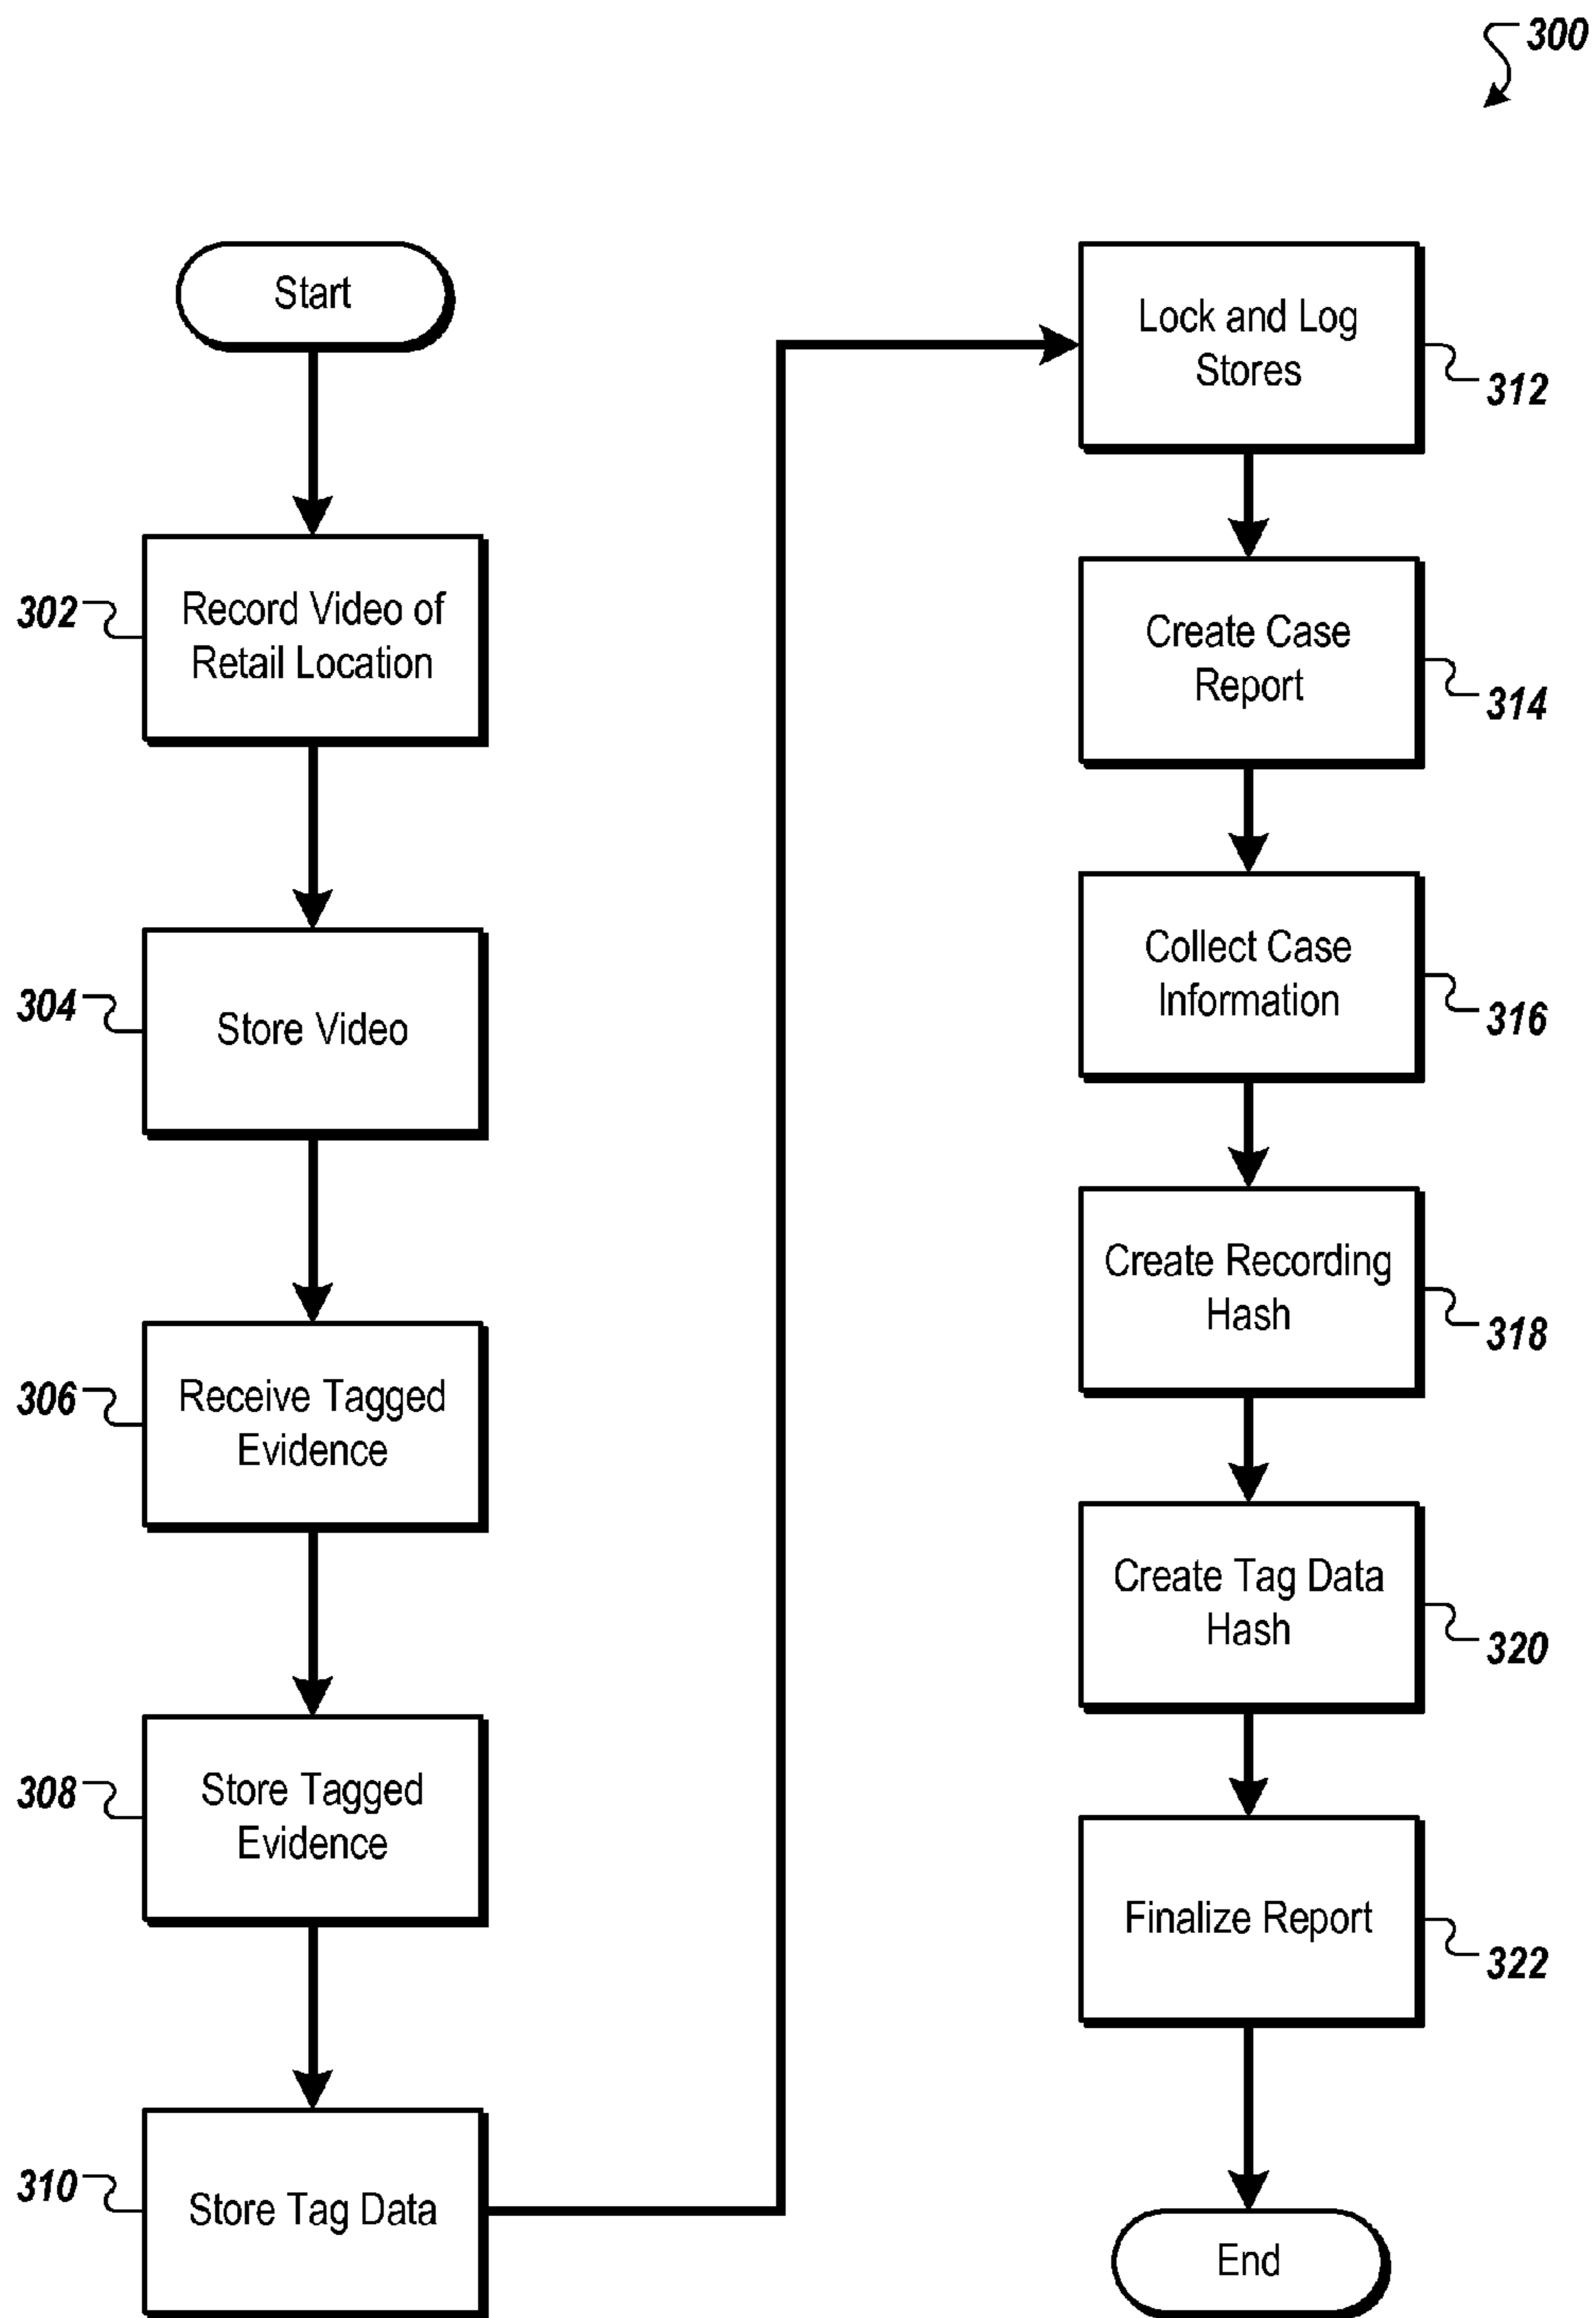 300
Start
302
Record Video of
Retail Location
304
Store Video
306
Receive Tagged
Evidence
308
Store Tagged
Evidence
310
Store Tag Data
Lock and Log
Stores
312
Create Case
Report
314
Collect Case
Information
316
Create Recording
Hash
318
Create Tag Data
Hash
320
Finalize Report
322
End